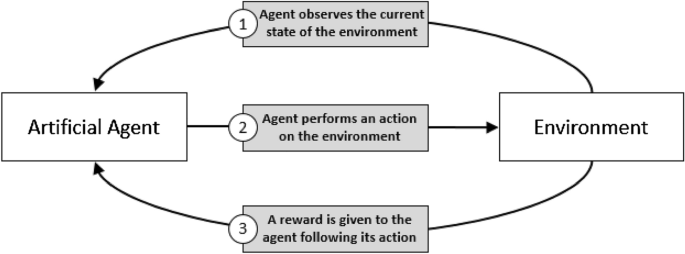 1
Agent observes the current
state of the environment
Artificial Agent
2
Agent performs an action
on the environment
Environment
3
A reward is given to the
agent following its action